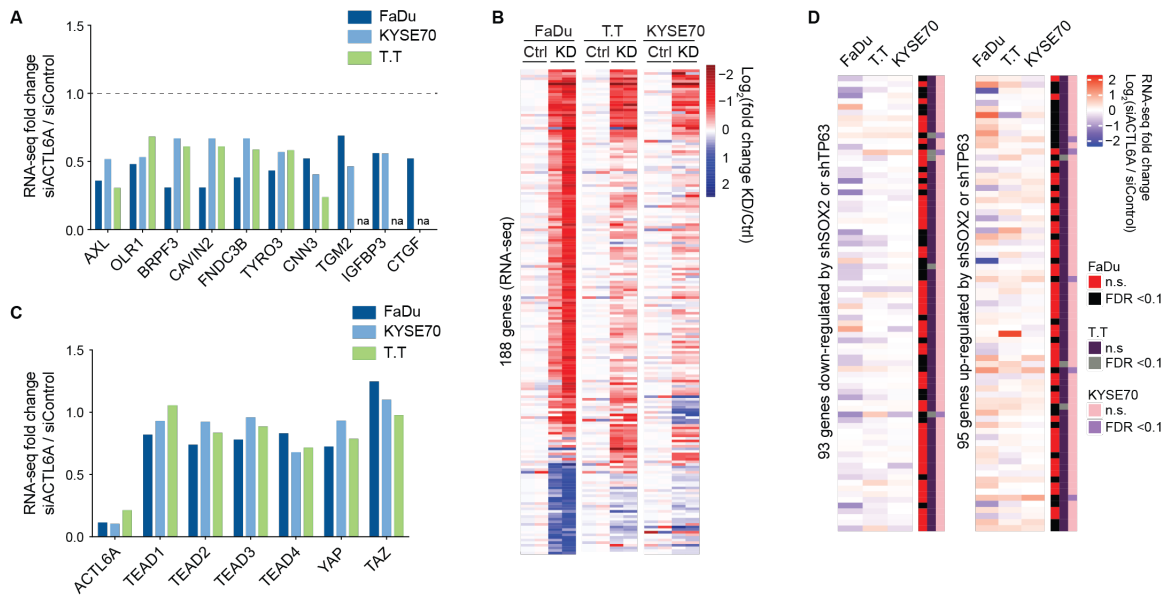 A
RNA-seq fold change
siACTL6A / siControl
1.5
1.0
0.5
0
FaDu
KYSE70
T.T
na
na
na
AXL
OLR1
BRPF3
CAVIN2
FNDC3B
TYRO3
CNN3
TGM2
IGFBP3
CTGF
B
FaDu
T.T
KYSE70
Ctrl KD
Ctrl KD
Ctrl KD
188 genes (RNA-seq)
−2
−1
0
1
2
Log2(fold change KD/Ctrl)
C
RNA-seq fold change
siACTL6A / siControl
1.5
1.0
0.5
0.0
FaDu
KYSE70
T.T
ACTL6A
TEAD1
TEAD2
TEAD3
TEAD4
YAP
TAZ
D
FaDu
T.T
KYSE70
93 genes down-regulated by shSOX2 or shTP63
FaDu
T.T
KYSE70
95 genes up-regulated by shSOX2 or shTP63
2
1
0
−1
−2
RNA-seq fold change
Log2(siACTL6A / siControl)
FaDu
n.s.
FDR <0.1
T.T
n.s
FDR <0.1
KYSE70
n.s.
FDR <0.1